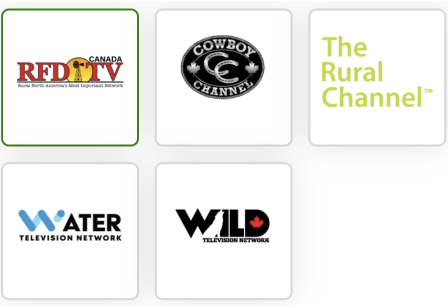 CANADA
RFD TV
Rural North America's Most Important Network
COWBOY
CC
CHANNEL
The
Rural
Channel™
WATER
TELEVISION NETWORK
WILD
TELEVISION NETWORK